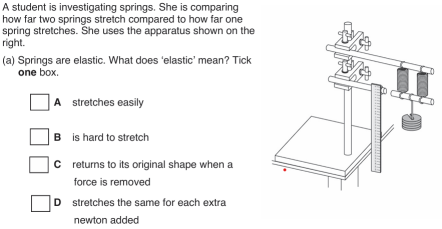 A student is investigating springs. She is comparing
how far two springs stretch compared to how far one
spring stretches. She uses the apparatus shown on the
right.
(a) Springs are elastic. What does ‘elastic’ mean? Tick
one box.
A stretches easily
B is hard to stretch
C returns to its original shape when a
force is removed
D stretches the same for each extra
newton added